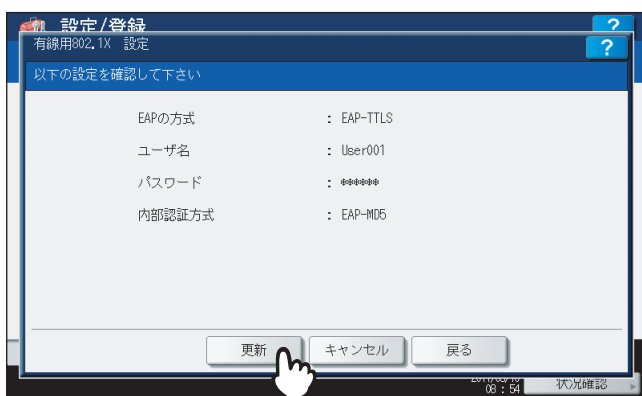 設定/登録
?
有線用802.1X 設定
?
以下の設定を確認して下さい
EAPの方式 : EAP-TTLS
ユーザ名 : User001
パスワード : ******
内部認証方式 : EAP-MD5
更新
キャンセル
戻る
08 : 54
状況確認